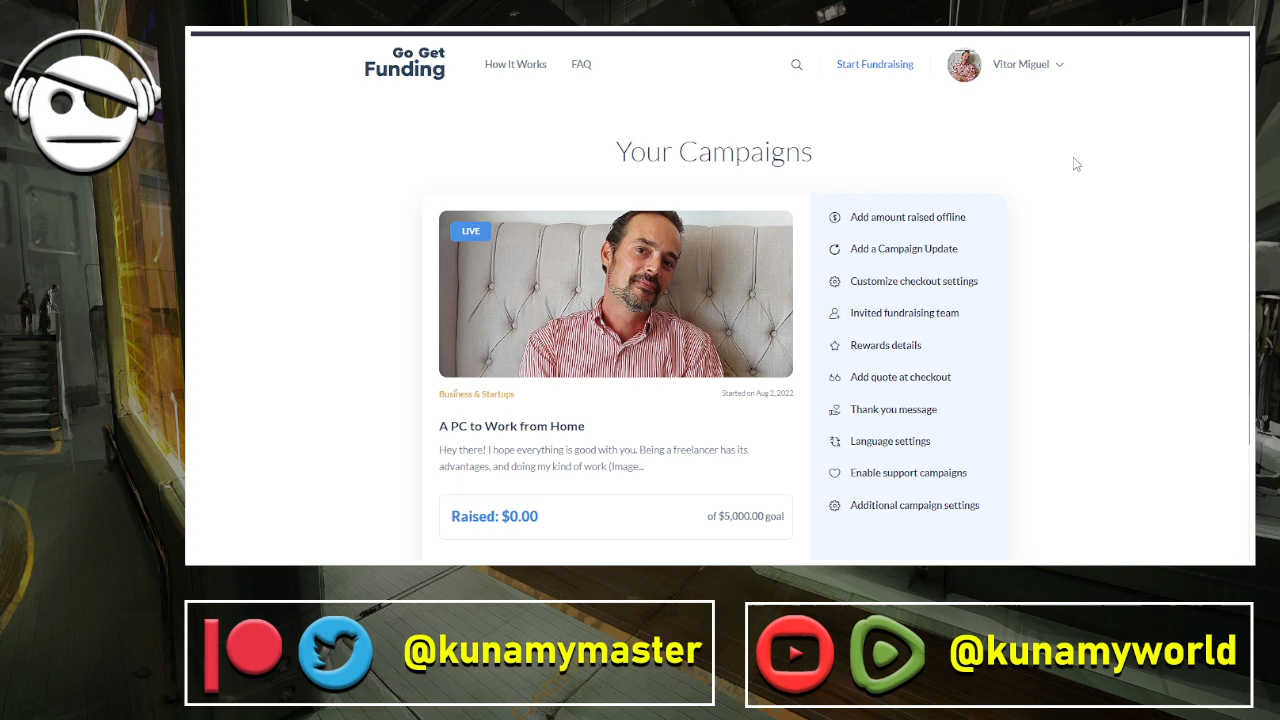 Go Get
Funding
How It Works
FAQ
Start Fundraising
Vitor Miguel
Your Campaigns
LIVE
Business & Startups
Started on Aug 2, 2022
A PC to Work from Home
Hey there! I hope everything is good with you. Being a freelancer has its
advantages, and doing my kind of work (Image...
Raised: $0.00
of $5,000.00 goal
Add amount raised offline
Add a Campaign Update
Customize checkout settings
Invited fundraising team
Rewards details
Add quote at checkout
Thank you message
Language settings
Enable support campaigns
Additional campaign settings
@kunamymaster
@kunamyworld